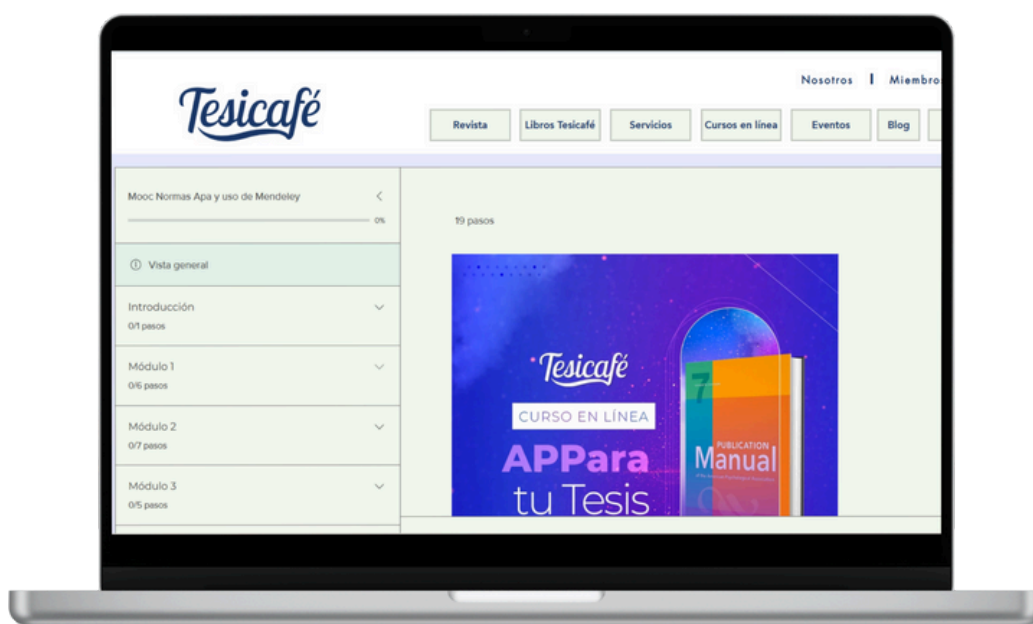 Tesicafé
Nosotros | Miembro
Revista
Libros Tesicafé
Servicios
Cursos en línea
Eventos
Blog
Mooc Normas Apa y uso de Mendeley
0%
Vista general
Introducción
0/1 pasos
Módulo 1
0/6 pasos
Módulo 2
0/7 pasos
Módulo 3
0/5 pasos
19 pasos
Tesicafé
CURSO EN LÍNEA
APPara
tu Tesis
7
PUBLICATION
Manual